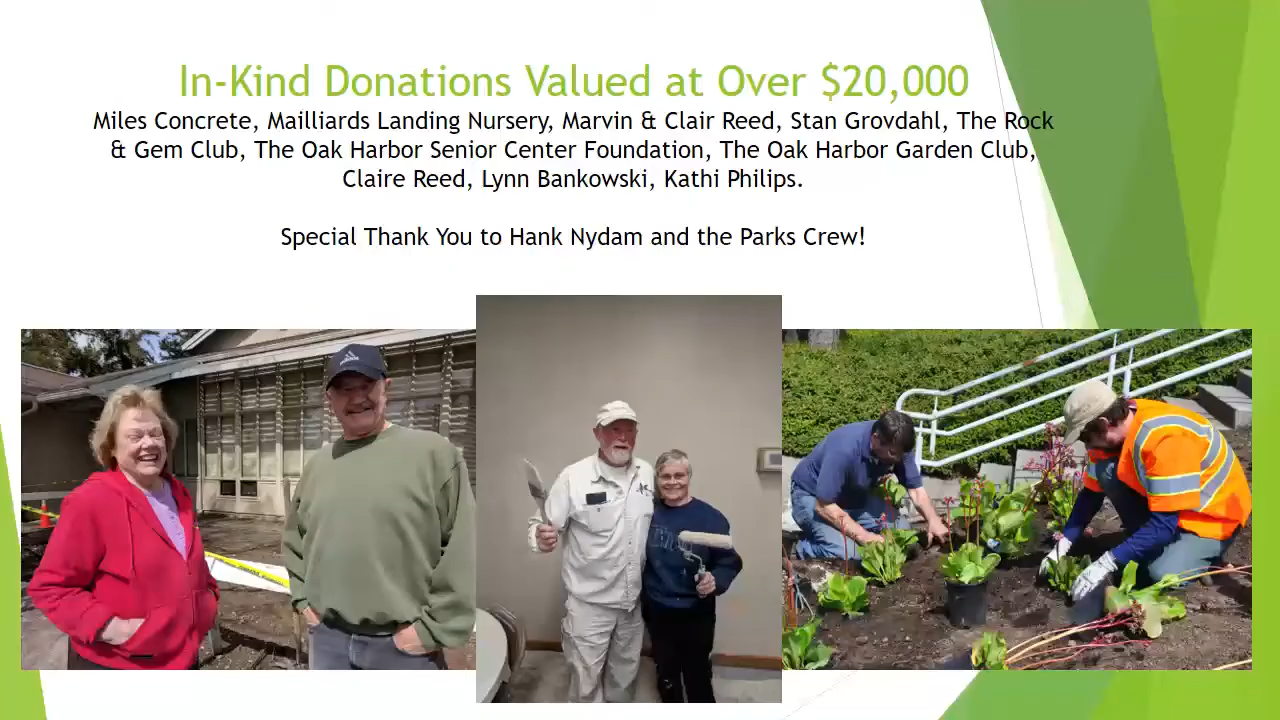 In-Kind Donations Valued at Over $20,000
Miles Concrete, Mailliards Landing Nursery, Marvin & Clair Reed, Stan Grovdahl, The Rock
& Gem Club, The Oak Harbor Senior Center Foundation, The Oak Harbor Garden Club,
Claire Reed, Lynn Bankowski, Kathi Philips.
Special Thank You to Hank Nydam and the Parks Crew!